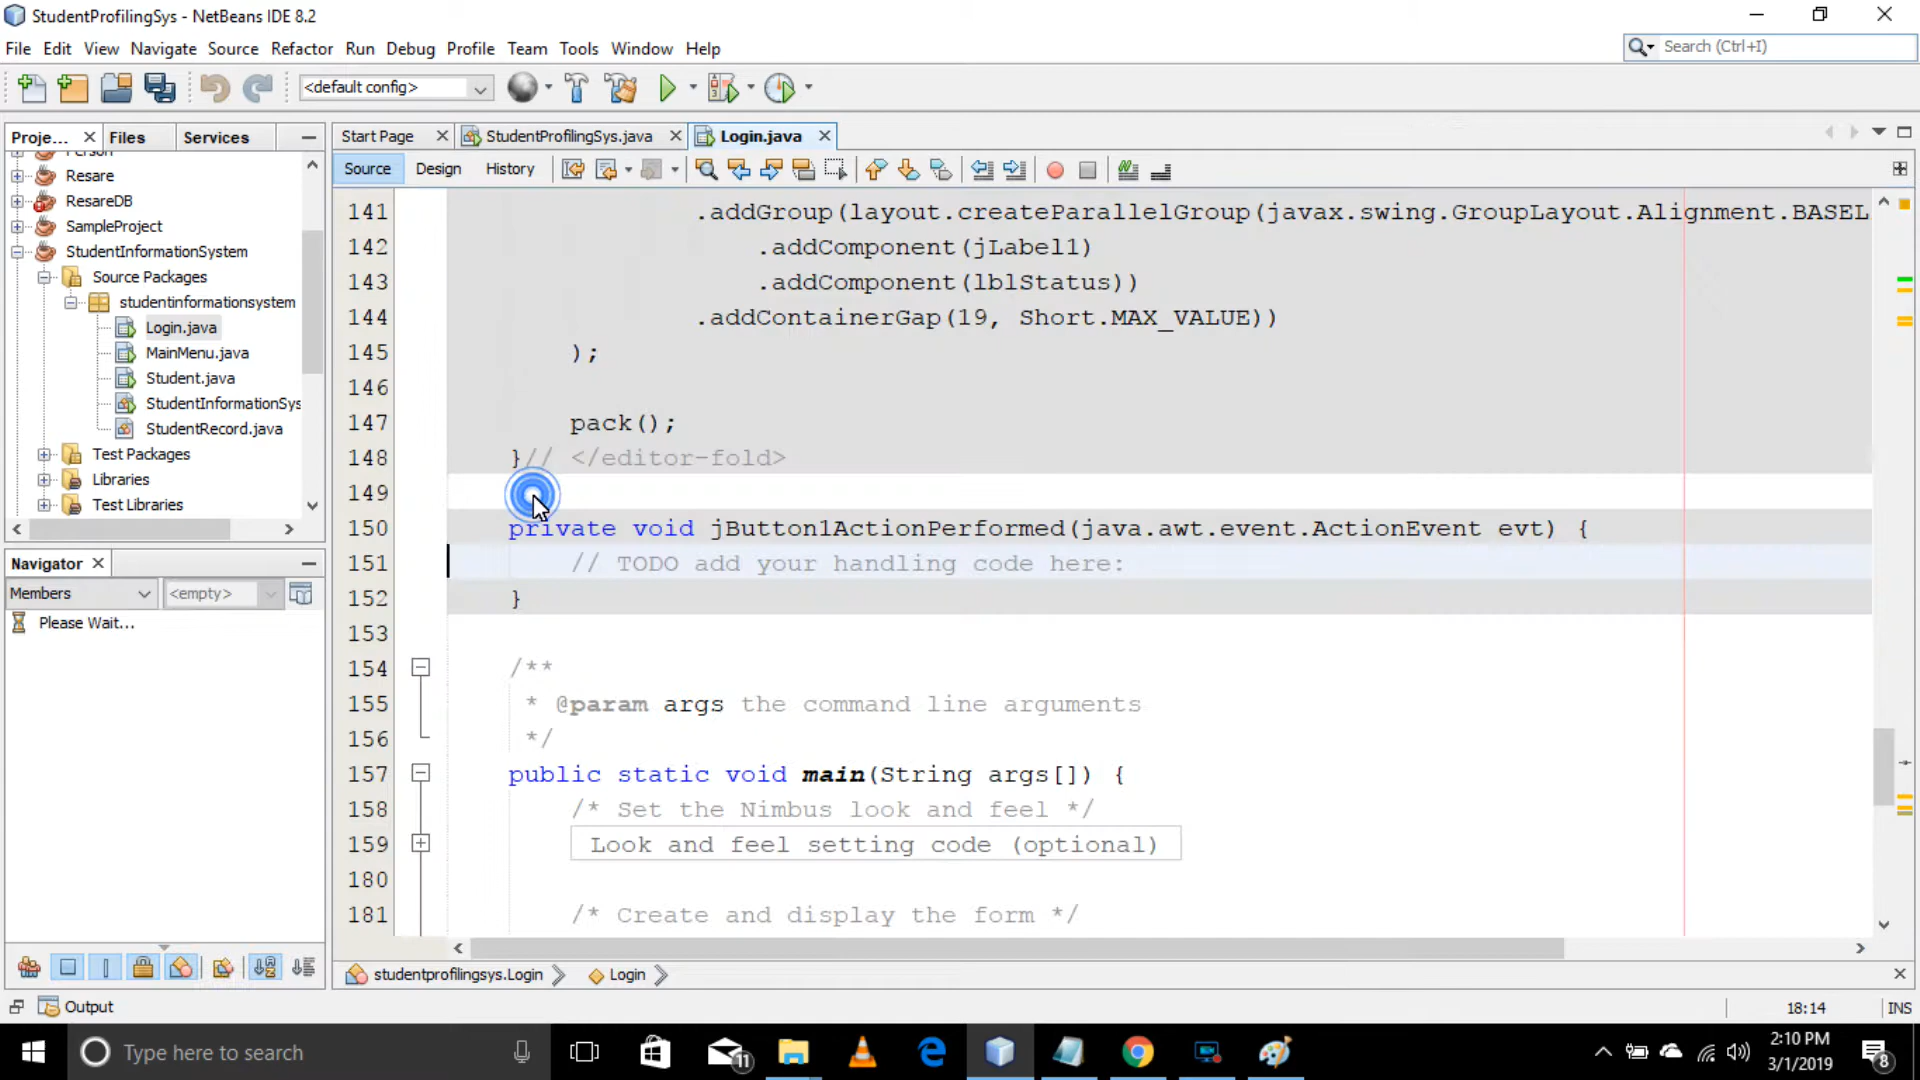 StudentProfilingSys - NetBeans IDE 8.2
File Edit View Navigate Source Refactor Run Debug Profile Team Tools Window Help
Search (Ctrl+I)
<default config>
Proje... Files Services
Start Page StudentProfilingSys.java Login.java
Source Design History
Person
Resare
ResareDB
SampleProject
StudentInformationSystem
Source Packages
studentinformationsystem
Login.java
MainMenu.java
Student.java
StudentInformationSys
StudentRecord.java
Test Packages
Libraries
Test Libraries
Navigator
Members <empty>
Please Wait...
141 .addGroup(layout.createParallelGroup(javax.swing.GroupLayout.Alignment.BASEL
142 .addComponent(jLabel1)
143 .addComponent(lblStatus))
144 .addContainerGap(19, Short.MAX_VALUE))
145 );
146
147 pack();
148 }// </editor-fold>
149
150 private void jButton1ActionPerformed(java.awt.event.ActionEvent evt) {
151 // TODO add your handling code here:
152 }
153
154 /**
155 * @param args the command line arguments
156 */
157 public static void main(String args[]) {
158 /* Set the Nimbus look and feel */
159 Look and feel setting code (optional)
180
181 /* Create and display the form */
studentprofilingsys.Login Login
Output
18:14 INS
Type here to search
11
2:10 PM
3/1/2019
8